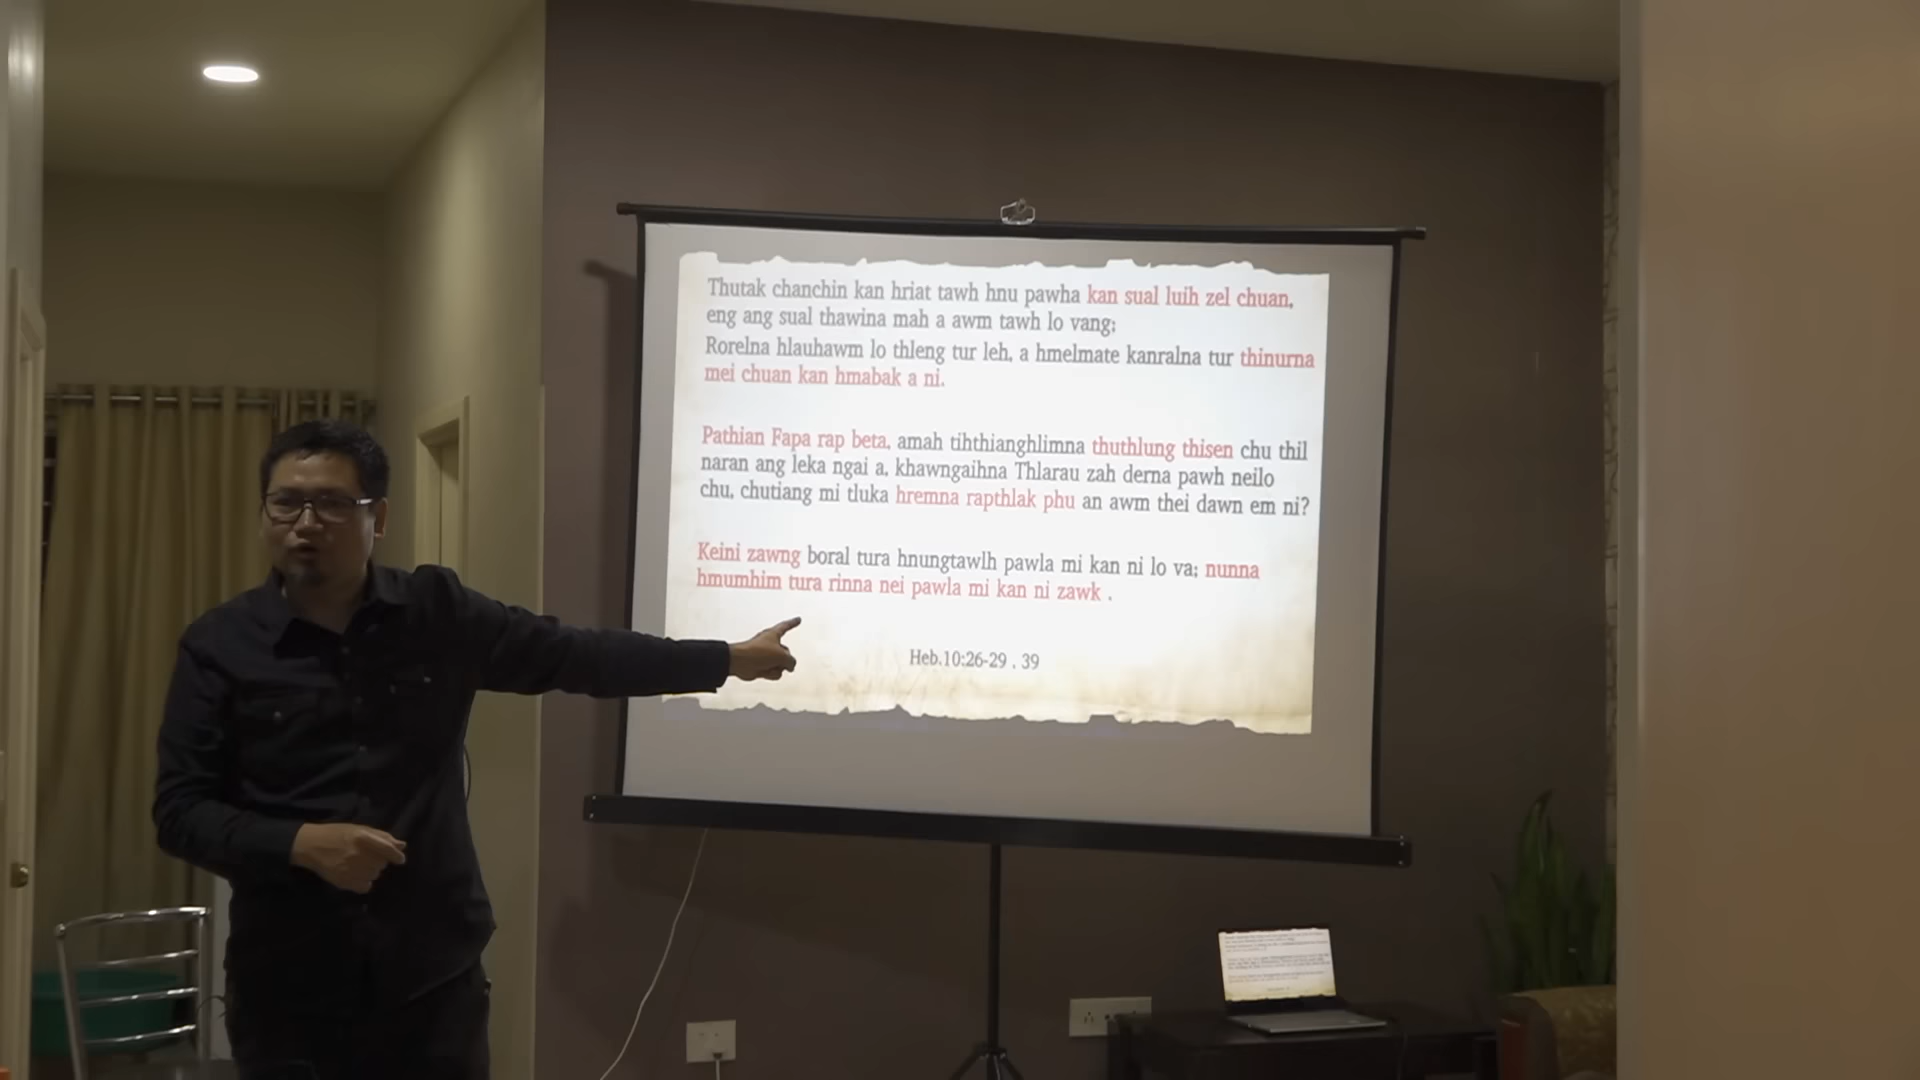 Thutak chanchin kan hriat tawh hnu pawha kan sual luih zel chuan,
eng ang sual thawina mah a awm tawh lo vang;
Rorelna hlauhawm lo thleng tur leh, a hmelmate kanralna tur thinurna
mei chuan kan hmabak a ni.
Pathian Fapa rap beta, amah tihthianghlimna thuthlung thisen chu thil
naran ang leka ngai a, khawngaihna Thlarau zah derna pawh neilo
chu, chutiang mi tluka hremna rapthlak phu an awm thei dawn em ni?
Keini zawng boral tura hnungtawlh pawla mi kan ni lo va; nunna
hmumhim tura rinna nei pawla mi kan ni zawk .
Heb.10:26-29 . 39